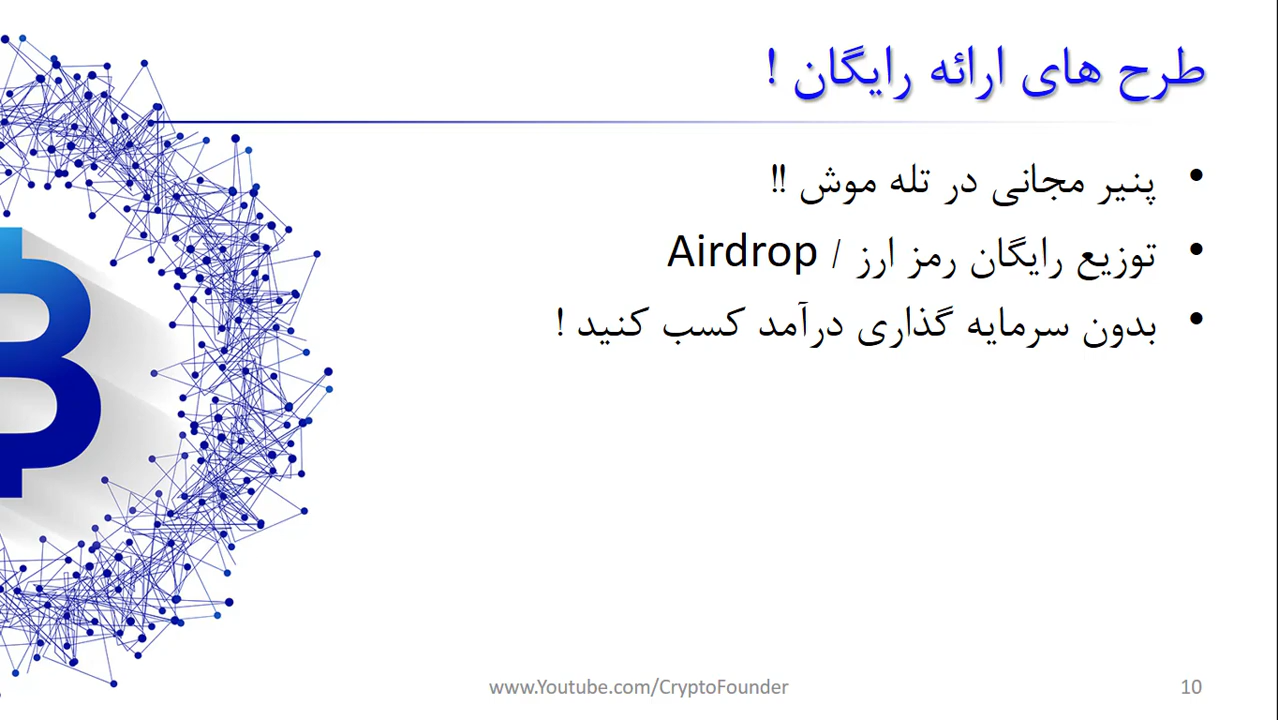 طرح های ارائه رایگان !
• پنیر مجانی در تله موش !!
• توزیع رایگان رمز ارز / Airdrop
• بدون سرمایه گذاری درآمد کسب کنید !
www.Youtube.com/CryptoFounder
10